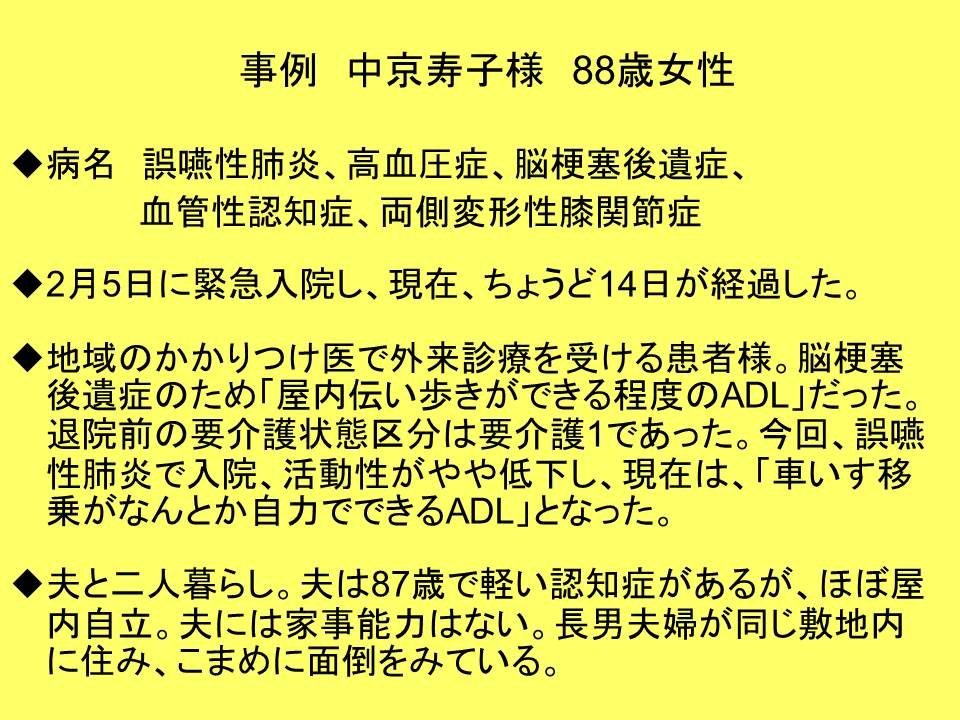 事例　中京寿子様　88歳女性
◆病名　誤嚥性肺炎、高血圧症、脳梗塞後遺症、
血管性認知症、両側変形性膝関節症
◆2月5日に緊急入院し、現在、ちょうど14日が経過した。
◆地域のかかりつけ医で外来診療を受ける患者様。脳梗塞
後遺症のため「屋内伝い歩きができる程度のADL」だった。
退院前の要介護状態区分は要介護1であった。今回、誤嚥
性肺炎で入院、活動性がやや低下し、現在は、「車いす移
乗がなんとか自力でできるADL」となった。
◆夫と二人暮らし。夫は87歳で軽い認知症があるが、ほぼ屋
内自立。夫には家事能力はない。長男夫婦が同じ敷地内
に住み、こまめに面倒をみている。